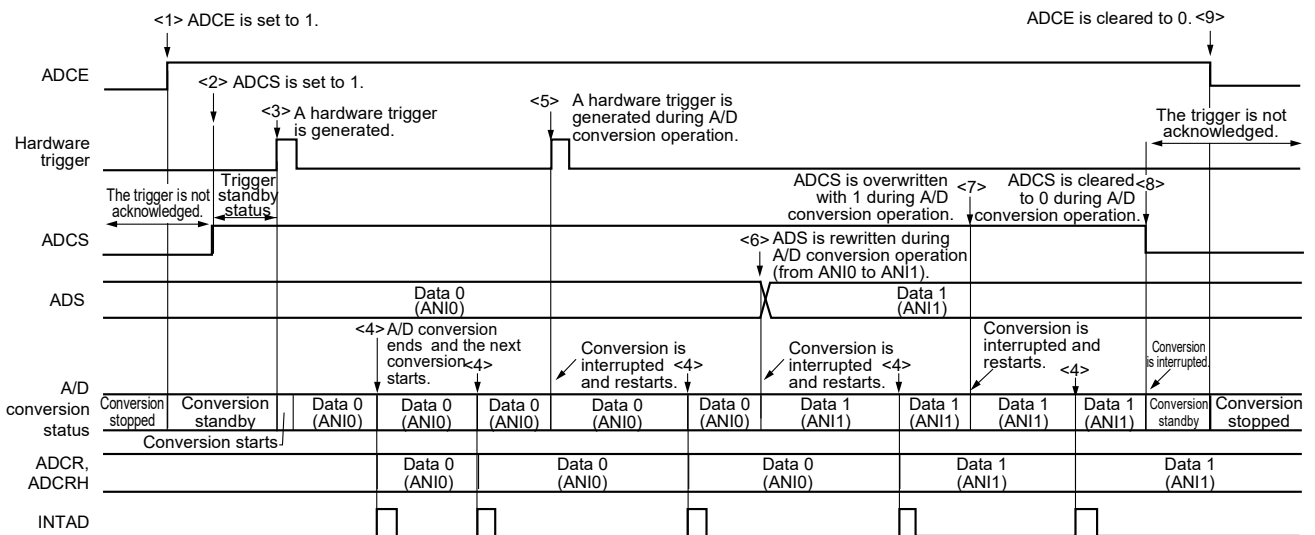 <1> ADCE is set to 1.
ADCE is cleared to 0. <9>
ADCE
<2> ADCS is set to 1.
<3> A hardware trigger
is generated.
<5> A hardware trigger is
generated during A/D
conversion operation.
The trigger is not
acknowledged.
Hardware
trigger
The trigger is not
acknowledged.
Trigger
standby
status
ADCS is overwritten <7>
with 1 during A/D
conversion operation.
ADCS is cleared <8>
to 0 during A/D
conversion operation.
ADCS
<6> ADS is rewritten during
A/D conversion operation
(from ANI0 to ANI1).
ADS
Data 0
(ANI0)
Data 1
(ANI1)
<4> A/D conversion
ends and the next
conversion
starts.
<4>
Conversion is
interrupted
and restarts.
<4>
Conversion is
interrupted
and restarts.
<4>
Conversion is
interrupted and
restarts.
<4>
Conversion
is interrupted.
A/D
conversion
status
Conversion
stopped
Conversion
standby
Conversion starts
Data 0
(ANI0)
Data 0
(ANI0)
Data 0
(ANI0)
Data 0
(ANI0)
Data 0
(ANI0)
Data 1
(ANI1)
Data 1
(ANI1)
Data 1
(ANI1)
Data 1
(ANI1)
Conversion
standby
Conversion
stopped
ADCR,
ADCRH
Data 0
(ANI0)
Data 0
(ANI0)
Data 0
(ANI0)
Data 1
(ANI1)
Data 1
(ANI1)
INTAD